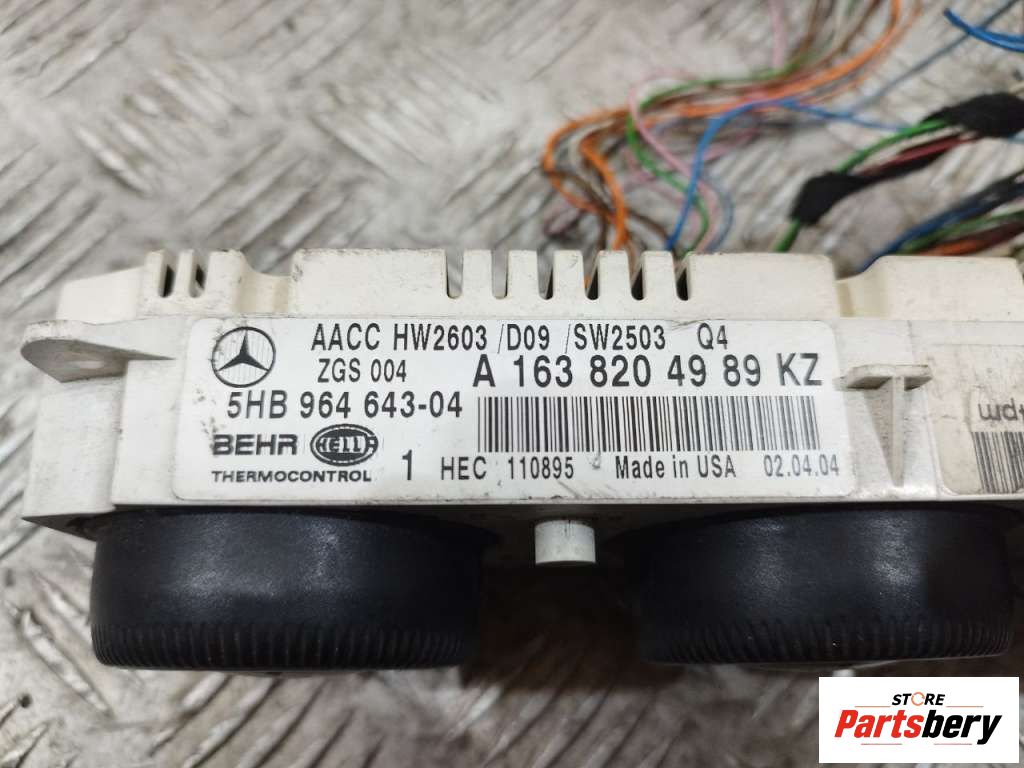 AACC HW2603 /D09 /SW2503 Q4
ZGS 004 A 163 820 49 89 KZ
5HB 964 643-04
BEHR HELLA
THERMOCONTROL 1 HEC 110895 Made in USA 02.04.04
STORE
Partsbery